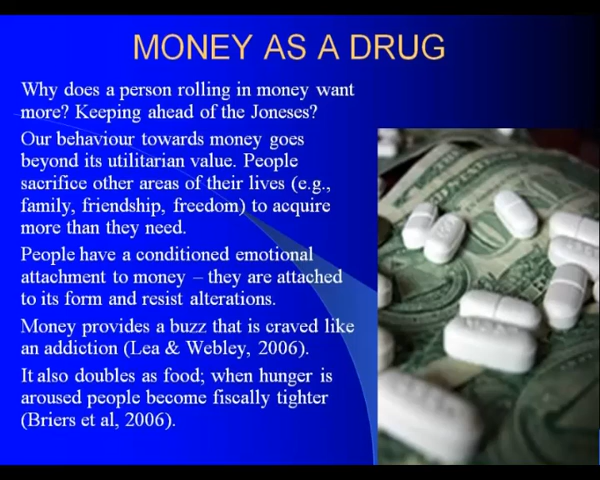 MONEY AS A DRUG
Why does a person rolling in money want
more? Keeping ahead of the Joneses?
Our behaviour towards money goes
beyond its utilitarian value. People
sacrifice other areas of their lives (e.g.,
family, friendship, freedom) to acquire
more than they need.
People have a conditioned emotional
attachment to money – they are attached
to its form and resist alterations.
Money provides a buzz that is craved like
an addiction (Lea & Webley, 2006).
It also doubles as food; when hunger is
aroused people become fiscally tighter
(Briers et al, 2006).